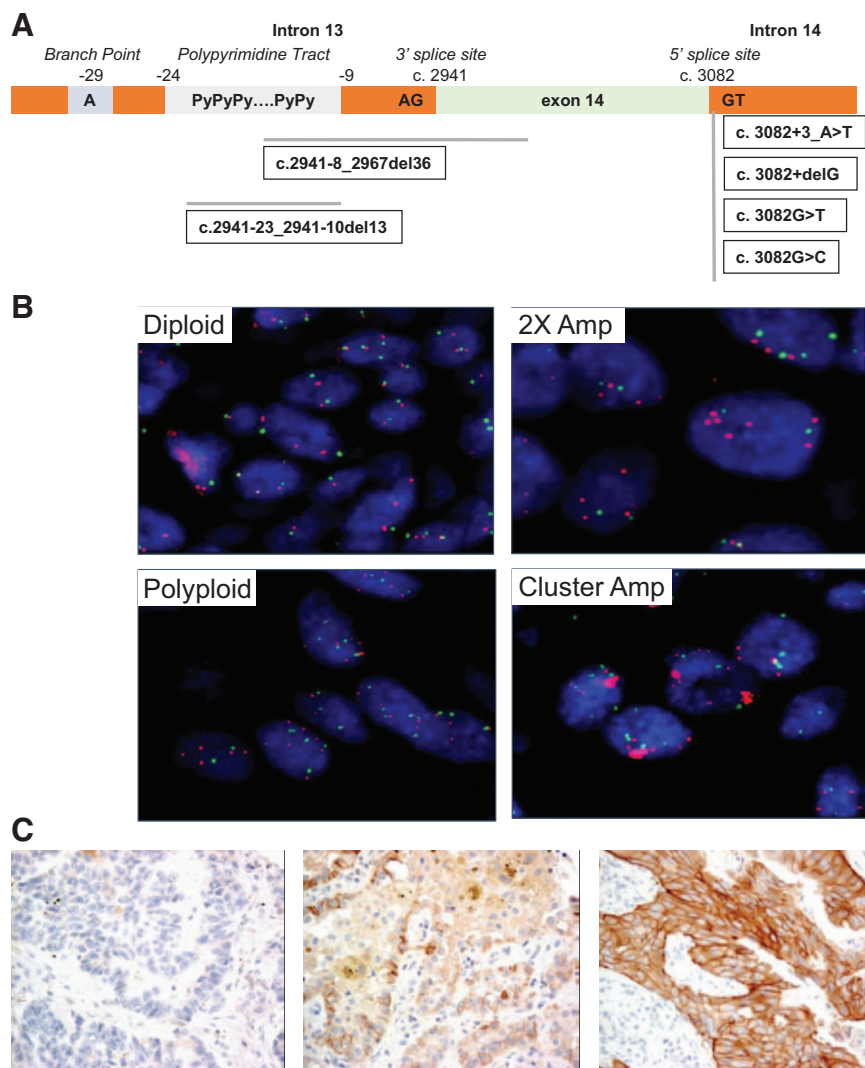 A
Intron 13
Intron 14
Branch Point
Polypyrimidine Tract
3' splice site
5' splice site
-29
-24
-9
c. 2941
c. 3082
A
PyPyPy....PyPy
AG
exon 14
GT
c. 3082+3_A>T
c.2941-8_2967del36
c. 3082+delG
c.2941-23_2941-10del13
c. 3082G>T
c. 3082G>C
B
Diploid
2X Amp
Polyploid
Cluster Amp
C